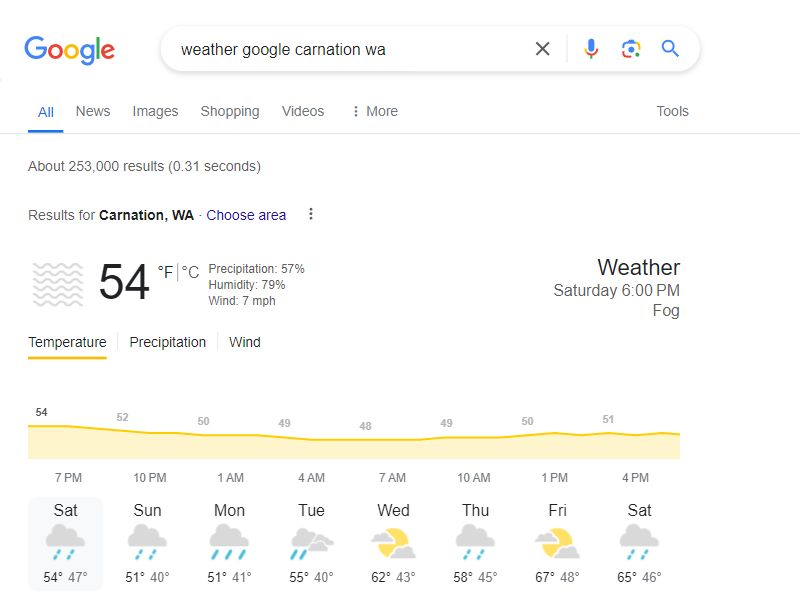 Google
weather google carnation wa
All News Images Shopping Videos More Tools
About 253,000 results (0.31 seconds)
Results for Carnation, WA · Choose area
54 °F | °C
Precipitation: 57%
Humidity: 79%
Wind: 7 mph
Weather
Saturday 6:00 PM
Fog
Temperature Precipitation Wind
54 52 50 49 48 49 50 51
7 PM 10 PM 1 AM 4 AM 7 AM 10 AM 1 PM 4 PM
Sat Sun Mon Tue Wed Thu Fri Sat
54° 47° 51° 40° 51° 41° 55° 40° 62° 43° 58° 45° 67° 48° 65° 46°